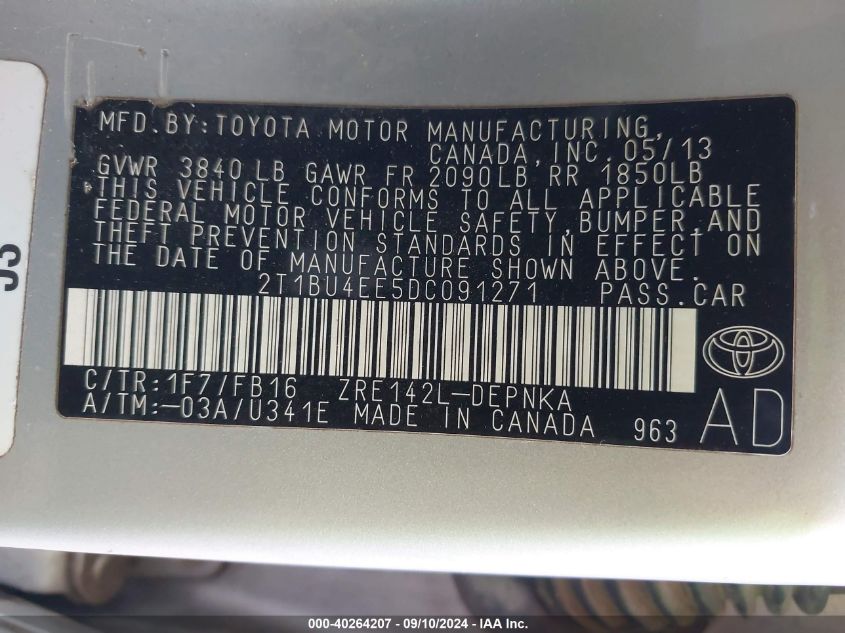 MFD.BY:TOYOTA MOTOR MANUFACTURING,
CANADA,INC.05/13
GVWR 3840LB GAWR FR 2090LB RR 1850LB
THIS VEHICLE CONFORMS TO ALL APPLICABLE
FEDERAL MOTOR VEHICLE SAFETY,BUMPER,AND
THEFT PREVENTION STANDARDS IN EFFECT ON
THE DATE OF MANUFACTURE SHOWN ABOVE.
2T1BU4EE5DC091271 PASS.CAR
C/TR:1F7/FB16 ZRE142L-DEPNKA
A/TM:-03A/U341E MADE IN CANADA 963 AD
000-40264207 - 09/10/2024 - IAA Inc.